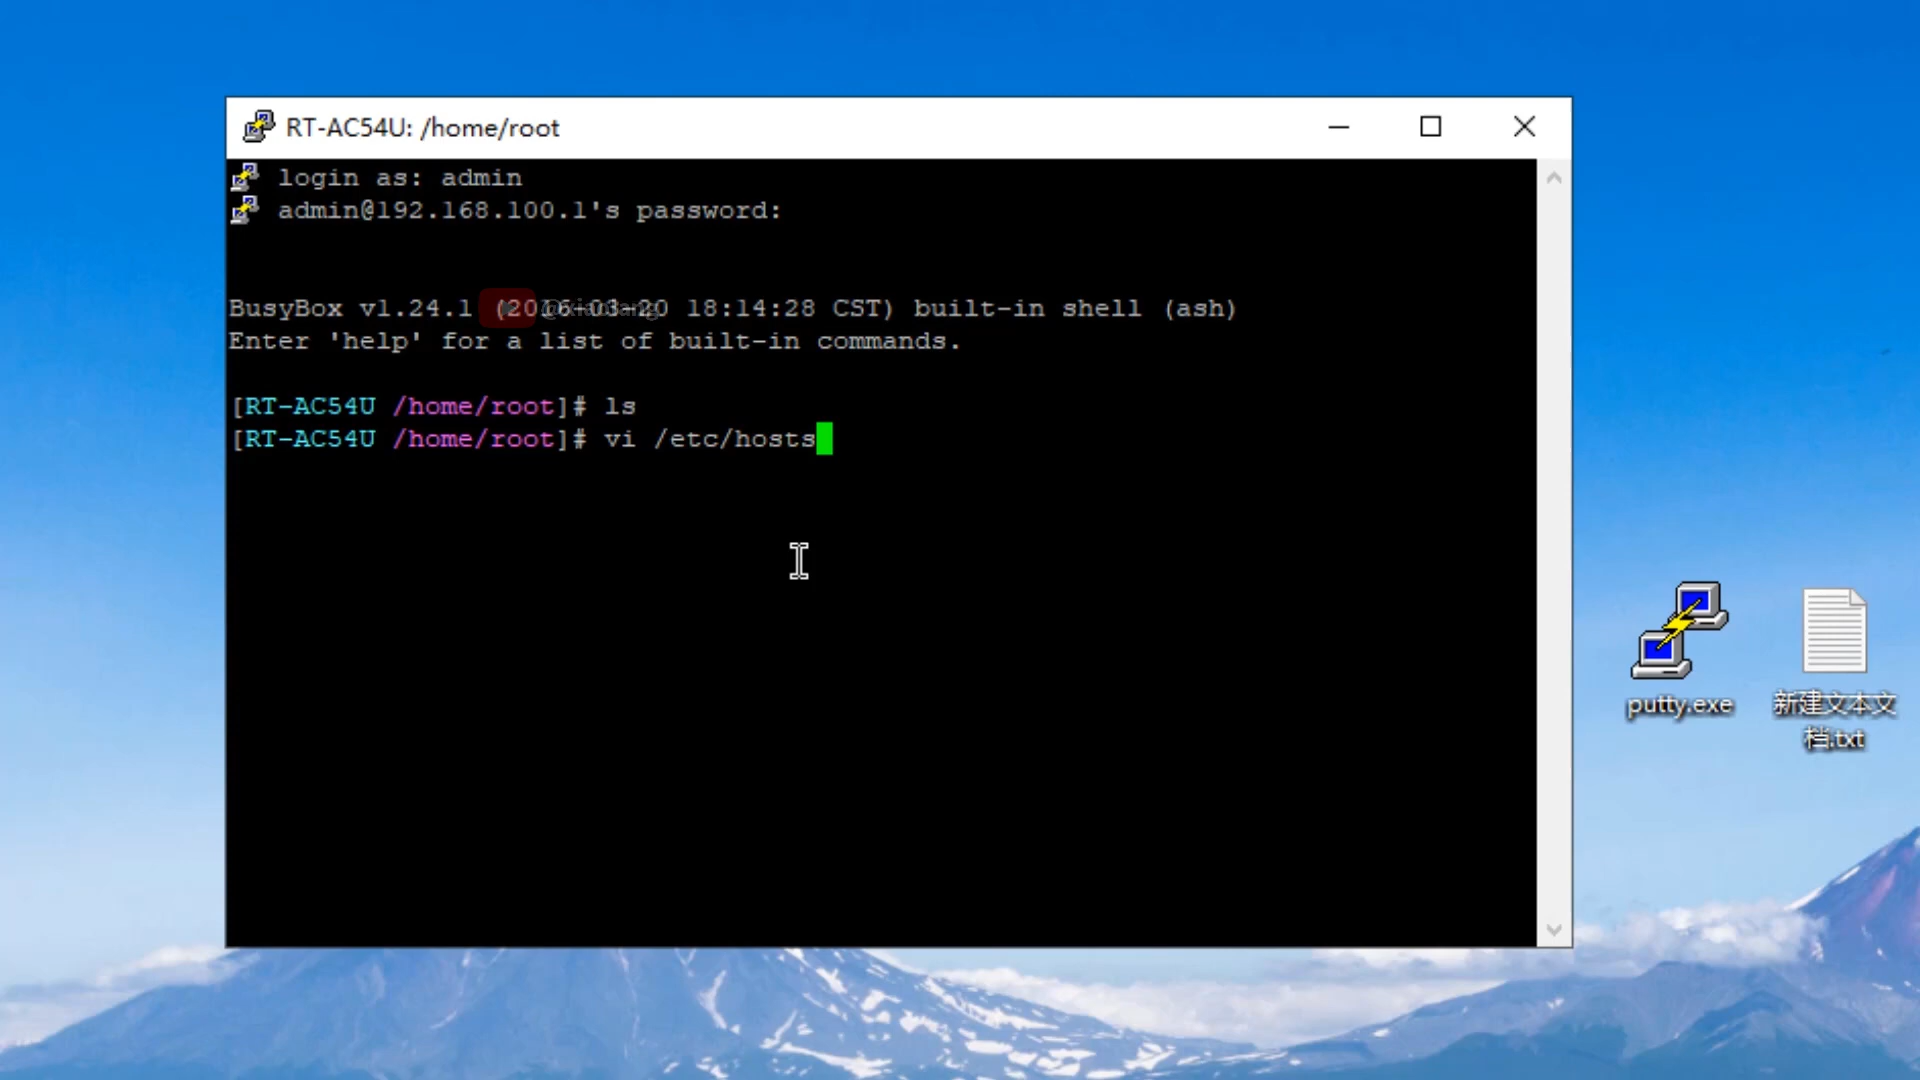 RT-AC54U: /home/root
login as: admin
admin@192.168.100.1's password:
BusyBox v1.24.1 (2016-03-20 18:14:28 CST) built-in shell (ash)
Enter 'help' for a list of built-in commands.
[RT-AC54U /home/root]# ls
[RT-AC54U /home/root]# vi /etc/hosts
putty.exe
新建文本文
档.txt